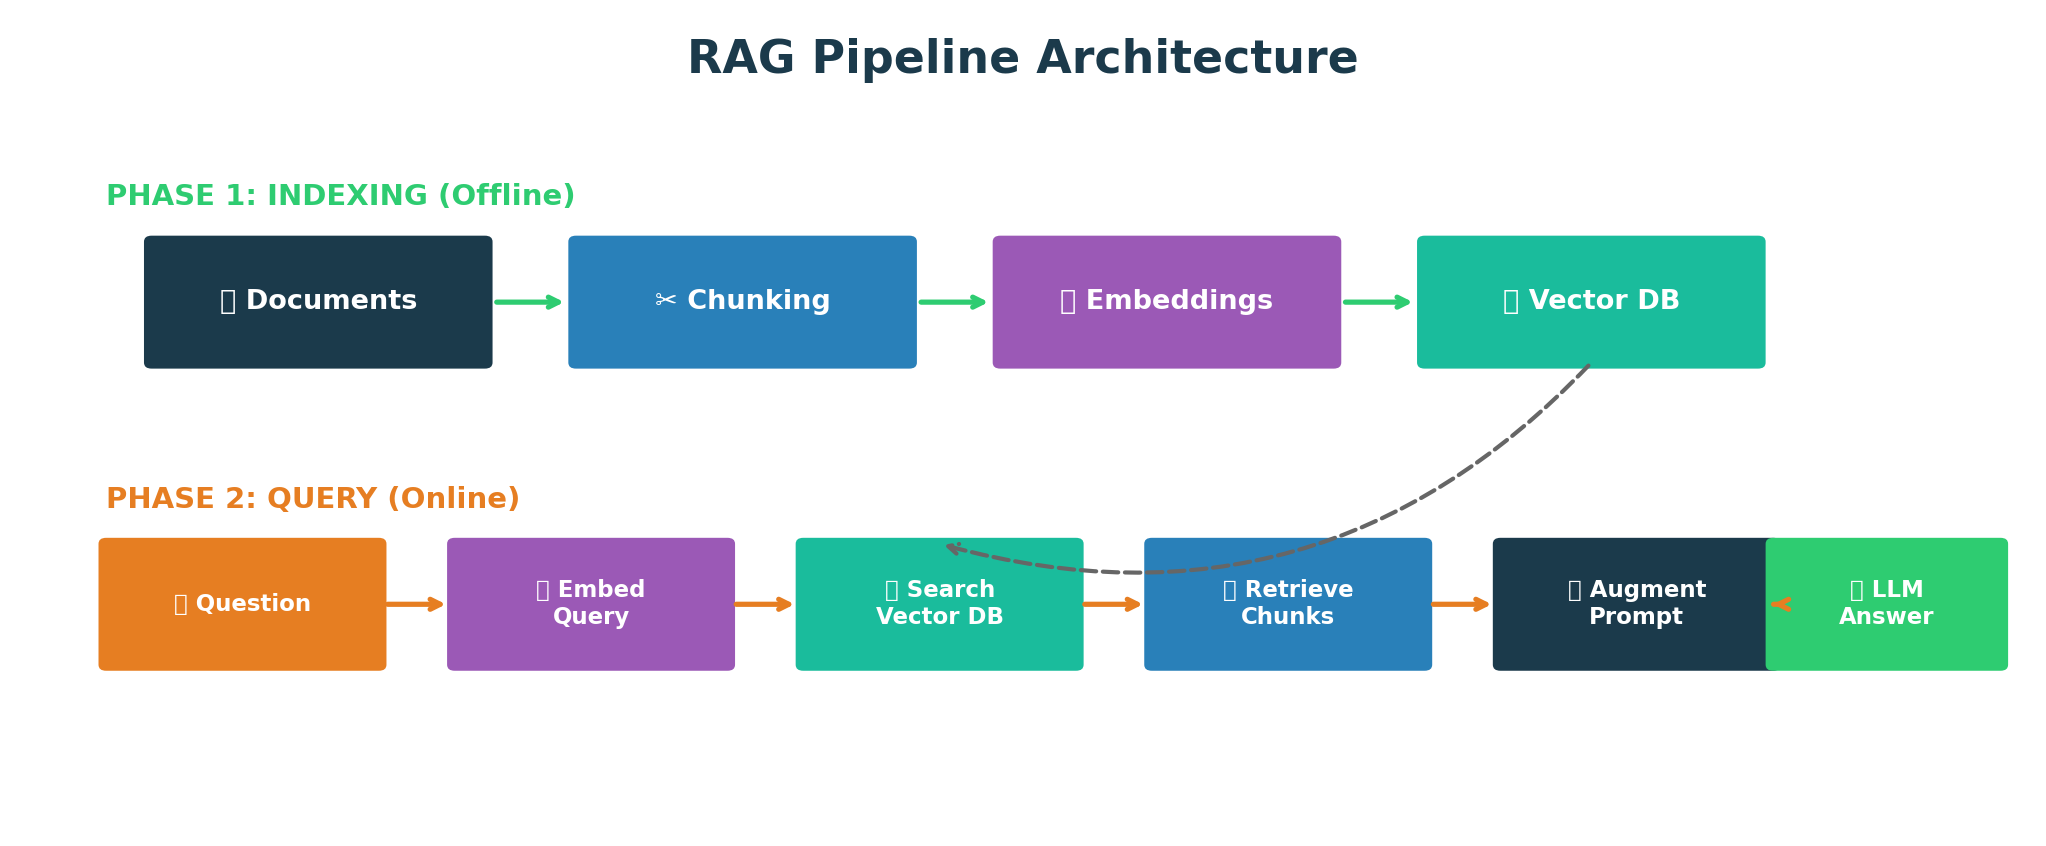 RAG Pipeline Architecture
PHASE 1: INDEXING (Offline)
Documents
✂ Chunking
Embeddings
Vector DB
PHASE 2: QUERY (Online)
Question
Embed
Query
Search
Vector DB
Retrieve
Chunks
Augment
Prompt
LLM
Answer